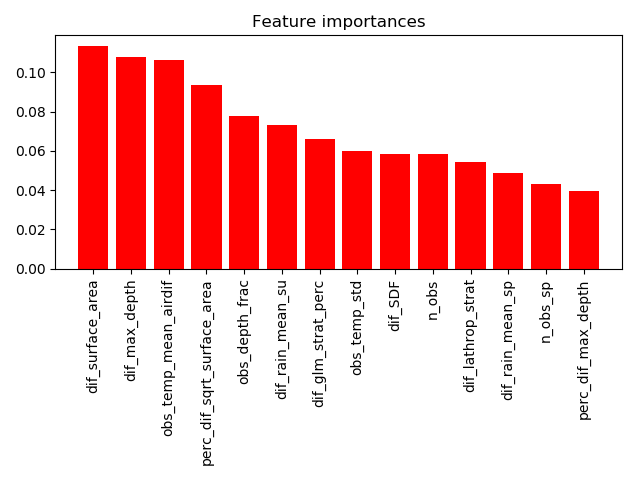 Feature importances
0.10
0.08
0.06
0.04
0.02
0.00
dif_surface_area
dif_max_depth
obs_temp_mean_airdif
perc_dif_sqrt_surface_area
obs_depth_frac
dif_rain_mean_su
dif_glm_strat_perc
obs_temp_std
dif_SDF
n_obs
dif_lathrop_strat
dif_rain_mean_sp
n_obs_sp
perc_dif_max_depth